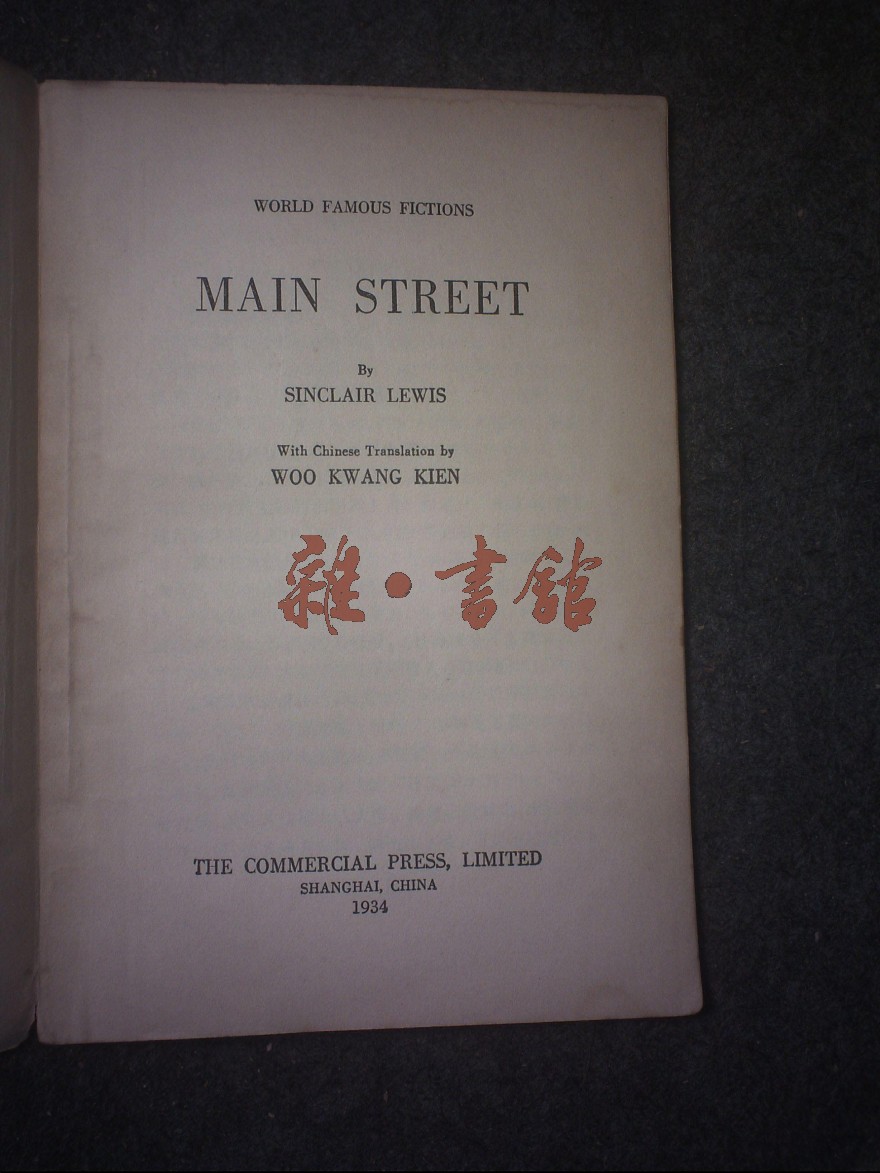 WORLD FAMOUS FICTIONS
MAIN STREET
By
SINCLAIR LEWIS
With Chinese Translation by
WOO KWANG KIEN
雜·書館
THE COMMERCIAL PRESS, LIMITED
SHANGHAI, CHINA
1934